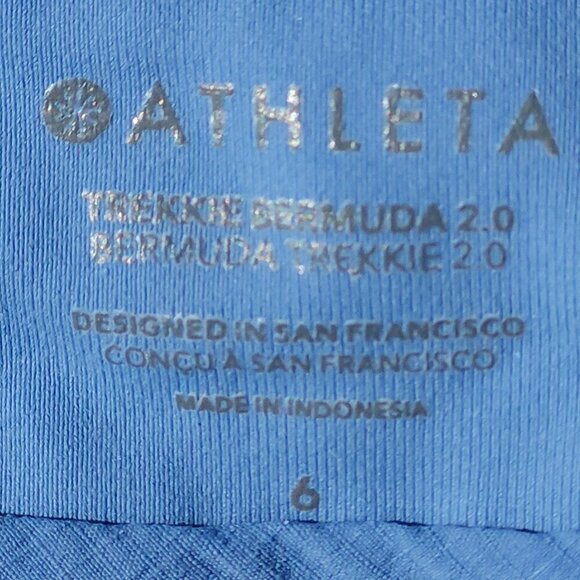 ATHLETA
TREKKIE BERMUDA 2.0
BERMUDA TREKKIE 2.0
DESIGNED IN SAN FRANCISCO
CONÇU A SAN FRANCISCO
MADE IN INDONESIA
6